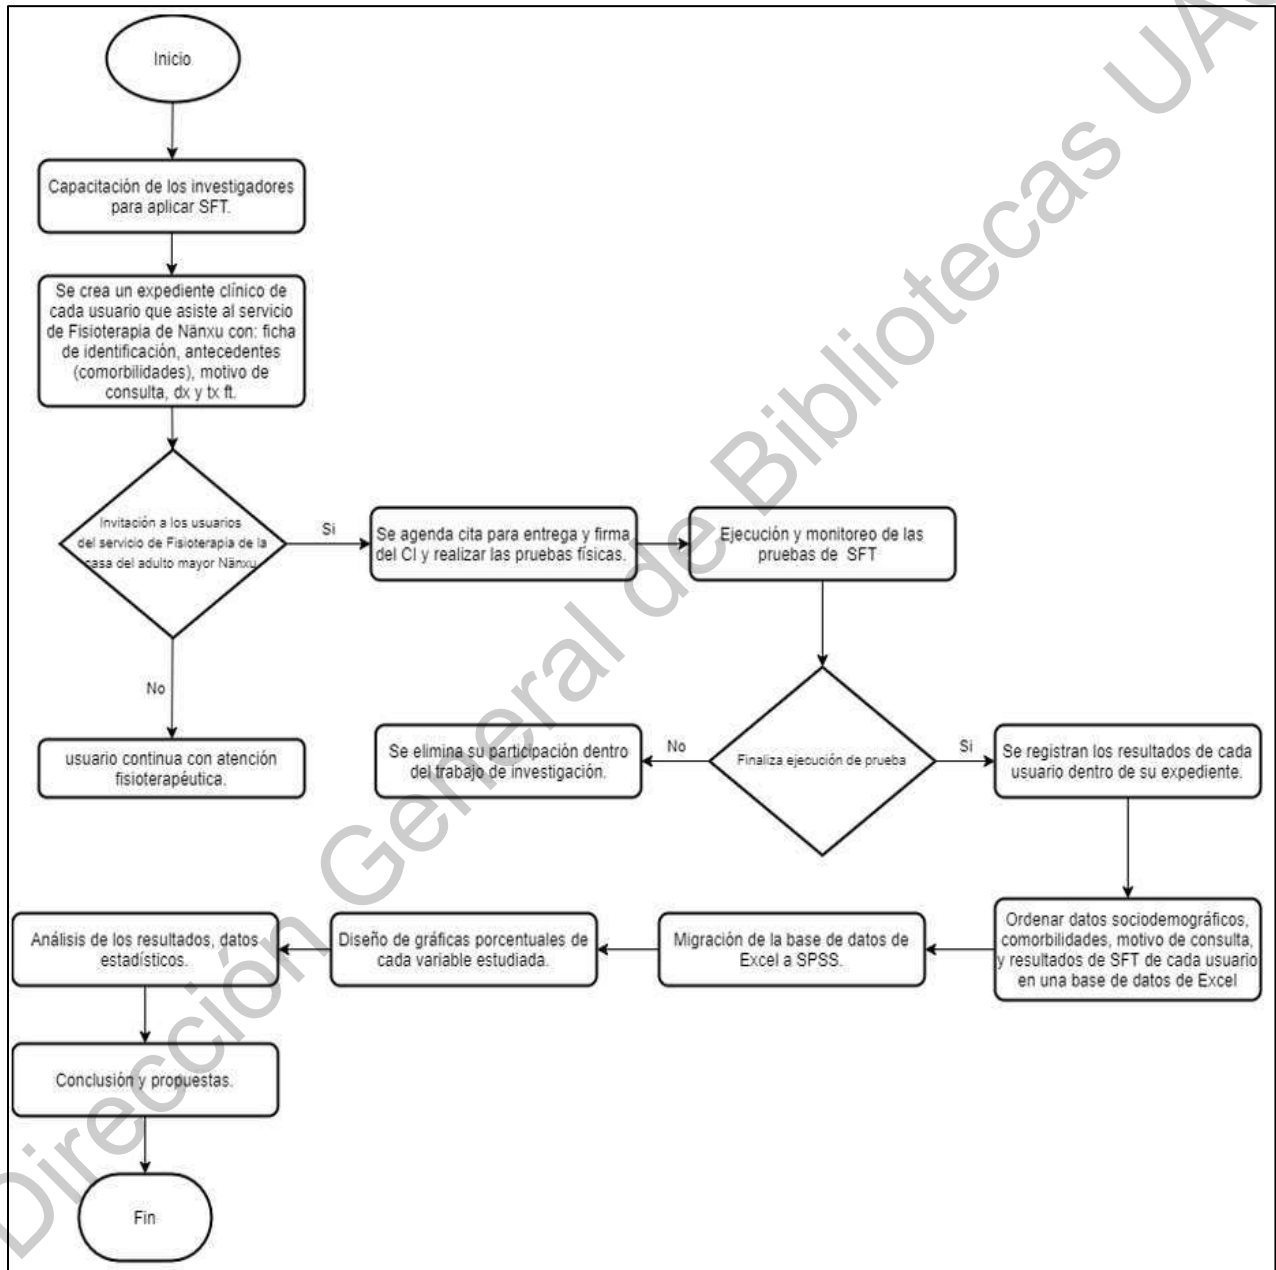 Inicio
Capacitación de los investigadores
para aplicar SFT.
Se crea un expediente clínico de
cada usuario que asiste al servicio
de Fisioterapia de Nänxu con: ficha
de identificación, antecedentes
(comorbilidades), motivo de
consulta, dx y tx ft.
Invitación a los usuarios
del servicio de Fisioterapia de la
casa del adulto mayor Nänxu
Si
Se agenda cita para entrega y firma
del CI y realizar las pruebas físicas.
Ejecución y monitoreo de las
pruebas de SFT
No
usuario continua con atención
fisioterapéutica.
Finaliza ejecución de prueba
No
Se elimina su participación dentro
del trabajo de investigación.
Si
Se registran los resultados de cada
usuario dentro de su expediente.
Ordenar datos sociodemográficos,
comorbilidades, motivo de consulta,
y resultados de SFT de cada usuario
en una base de datos de Excel
Migración de la base de datos de
Excel a SPSS.
Diseño de gráficas porcentuales de
cada variable estudiada.
Análisis de los resultados, datos
estadísticos.
Conclusión y propuestas.
Fin
Dirección General de Bibliotecas